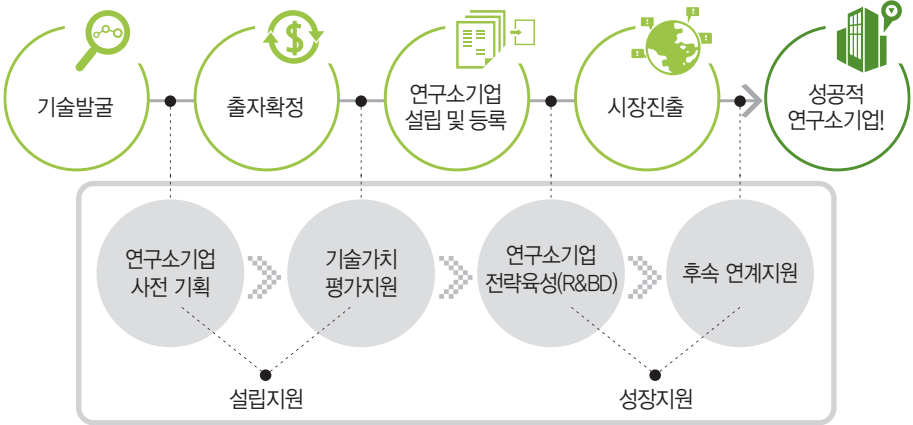 기술발굴
출자확정
연구소기업
설립 및 등록
시장진출
성공적
연구소기업!
연구소기업
사전 기획
기술가치
평가지원
연구소기업
전략육성(R&BD)
후속 연계지원
설립지원
성장지원